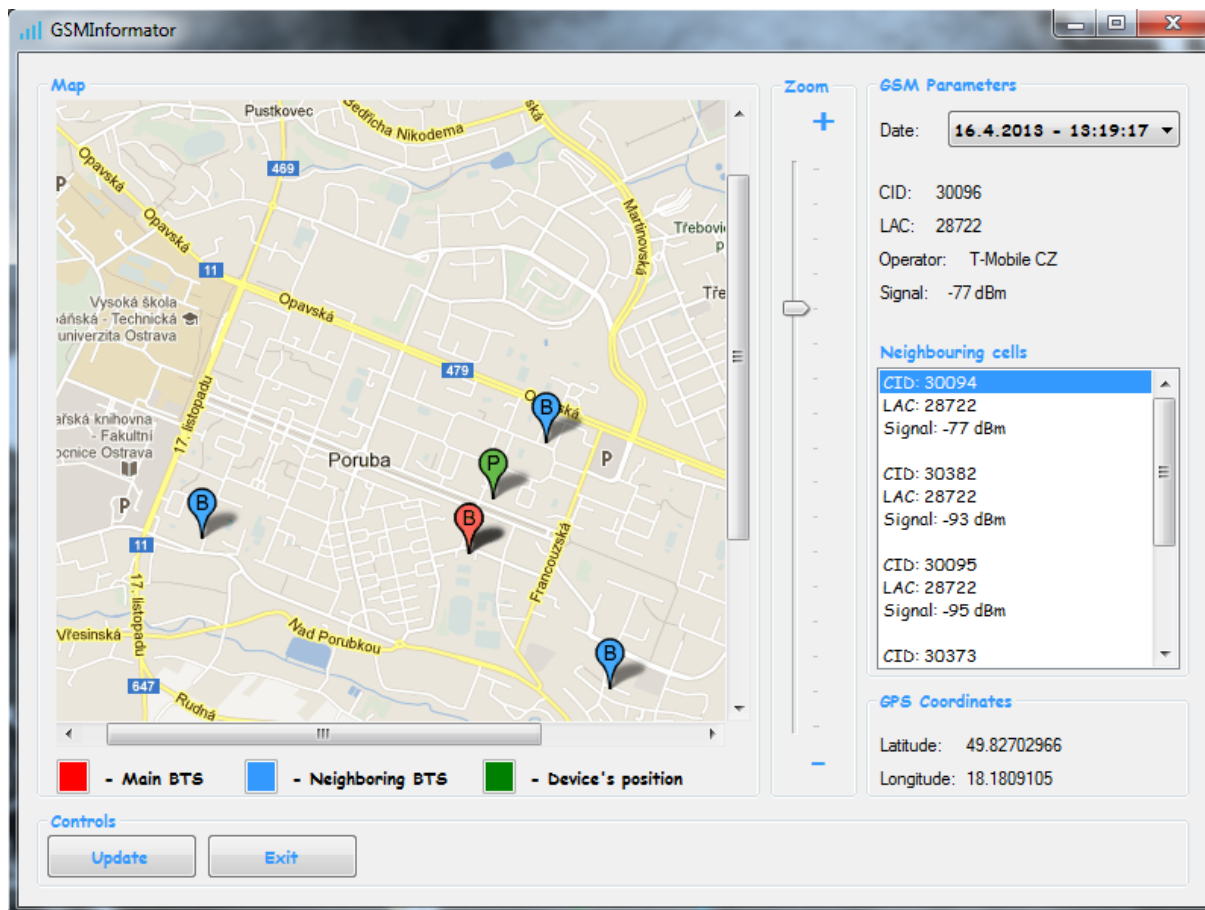 GSMInformator
Map
Pustkovec
Bedřicha Nikodema
ská
469
Opavská
P
Opavská
Martinovská
Třebovi
p
11
Vysoká škola
báňská - Technická
univerzita Ostrava
Opavská
Tře
479
Opavská
17. listopadu
B
ařská knihovna
- Fakultní
ocnice Ostrava
Poruba
P
P
P
B
B
11
Francouzská
17. listopadu
Vřesinská
Nad Porubkou
B
647
Rudná
- Main BTS
- Neighboring BTS
- Device's position
Zoom
+
-
GSM Parameters
Date: 16.4.2013 - 13:19:17
CID: 30096
LAC: 28722
Operator: T-Mobile CZ
Signal: -77 dBm
Neighbouring cells
CID: 30094
LAC: 28722
Signal: -77 dBm
CID: 30382
LAC: 28722
Signal: -93 dBm
CID: 30095
LAC: 28722
Signal: -95 dBm
CID: 30373
GPS Coordinates
Latitude: 49.82702966
Longitude: 18.1809105
Controls
Update
Exit